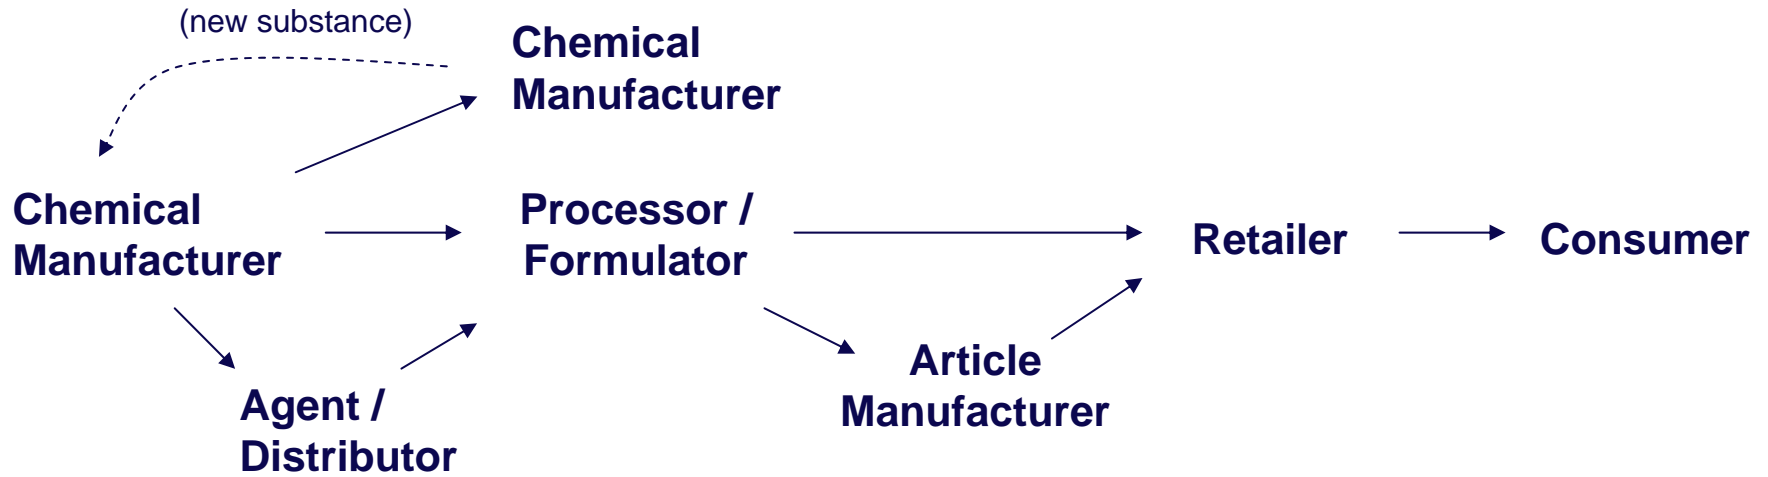 (new substance)
Chemical
Manufacturer
Chemical
Manufacturer
Processor /
Formulator
Retailer
Consumer
Article
Manufacturer
Agent /
Distributor